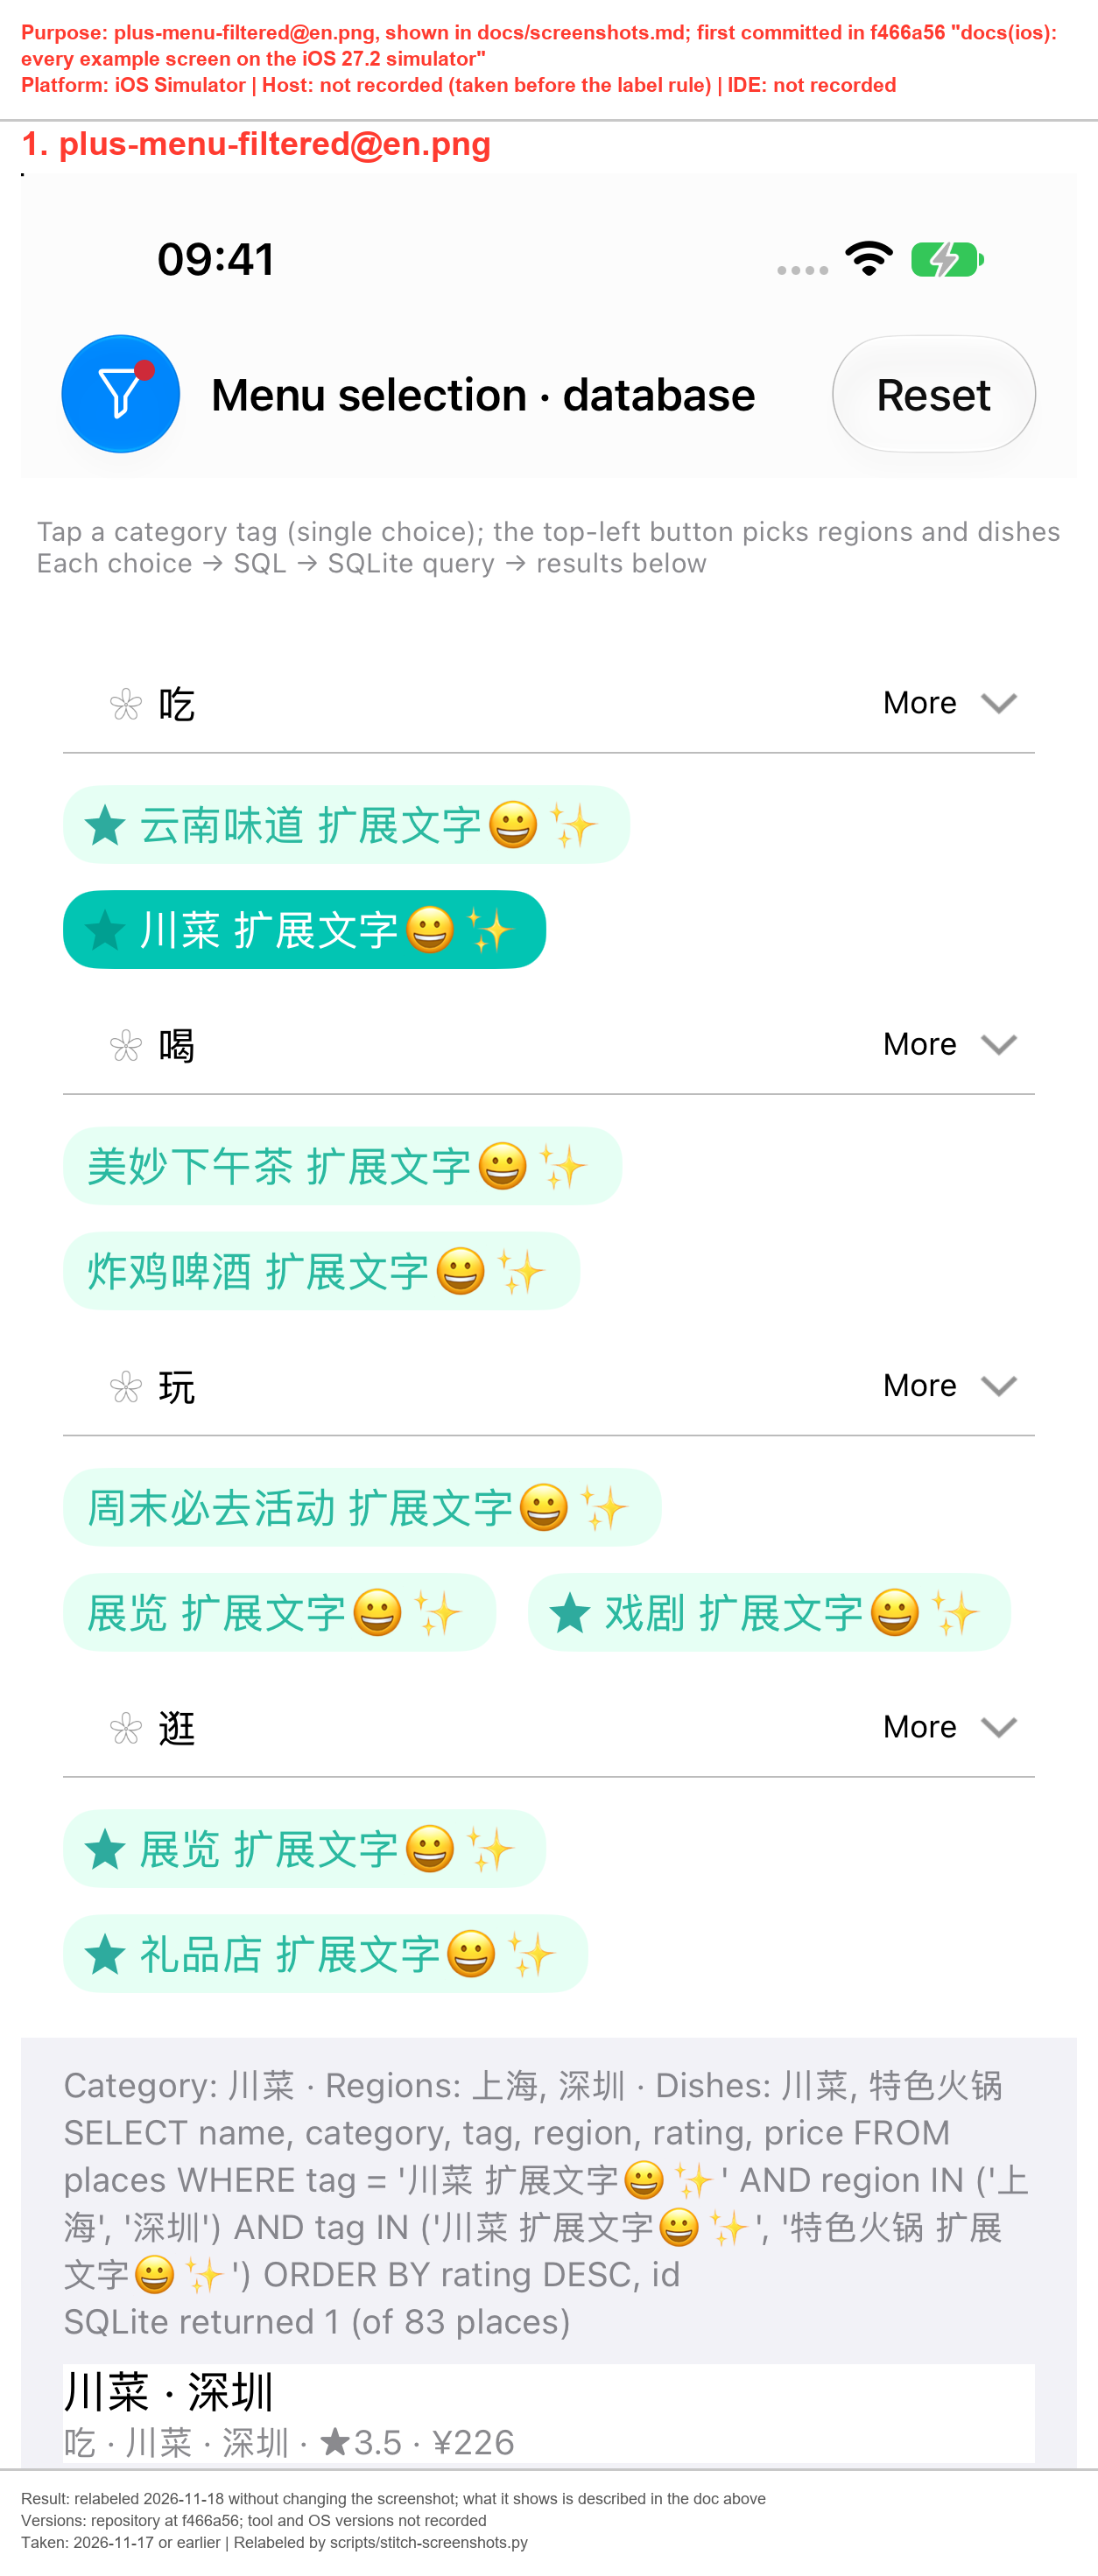 Purpose: plus-menu-filtered@en.png, shown in docs/screenshots.md; first committed in f466a56 "docs(ios):
every example screen on the iOS 27.2 simulator"
Platform: iOS Simulator | Host: not recorded (taken before the label rule) | IDE: not recorded
1. plus-menu-filtered@en.png
09:41
Menu selection · database
Reset
Tap a category tag (single choice); the top-left button picks regions and dishes
Each choice → SQL → SQLite query → results below
吃 More
★ 云南味道 扩展文字😀✨
★ 川菜 扩展文字😀✨
喝 More
美妙下午茶 扩展文字😀✨
炸鸡啤酒 扩展文字😀✨
玩 More
周末必去活动 扩展文字😀✨
展览 扩展文字😀✨ ★ 戏剧 扩展文字😀✨
逛 More
★ 展览 扩展文字😀✨
★ 礼品店 扩展文字😀✨
Category: 川菜 · Regions: 上海, 深圳 · Dishes: 川菜, 特色火锅
SELECT name, category, tag, region, rating, price FROM
places WHERE tag = '川菜 扩展文字😀✨' AND region IN ('上
海', '深圳') AND tag IN ('川菜 扩展文字😀✨', '特色火锅 扩展
文字😀✨') ORDER BY rating DESC, id
SQLite returned 1 (of 83 places)
川菜 · 深圳
吃 · 川菜 · 深圳 · ★3.5 · ¥226
Result: relabeled 2026-11-18 without changing the screenshot; what it shows is described in the doc above
Versions: repository at f466a56; tool and OS versions not recorded
Taken: 2026-11-17 or earlier | Relabeled by scripts/stitch-screenshots.py